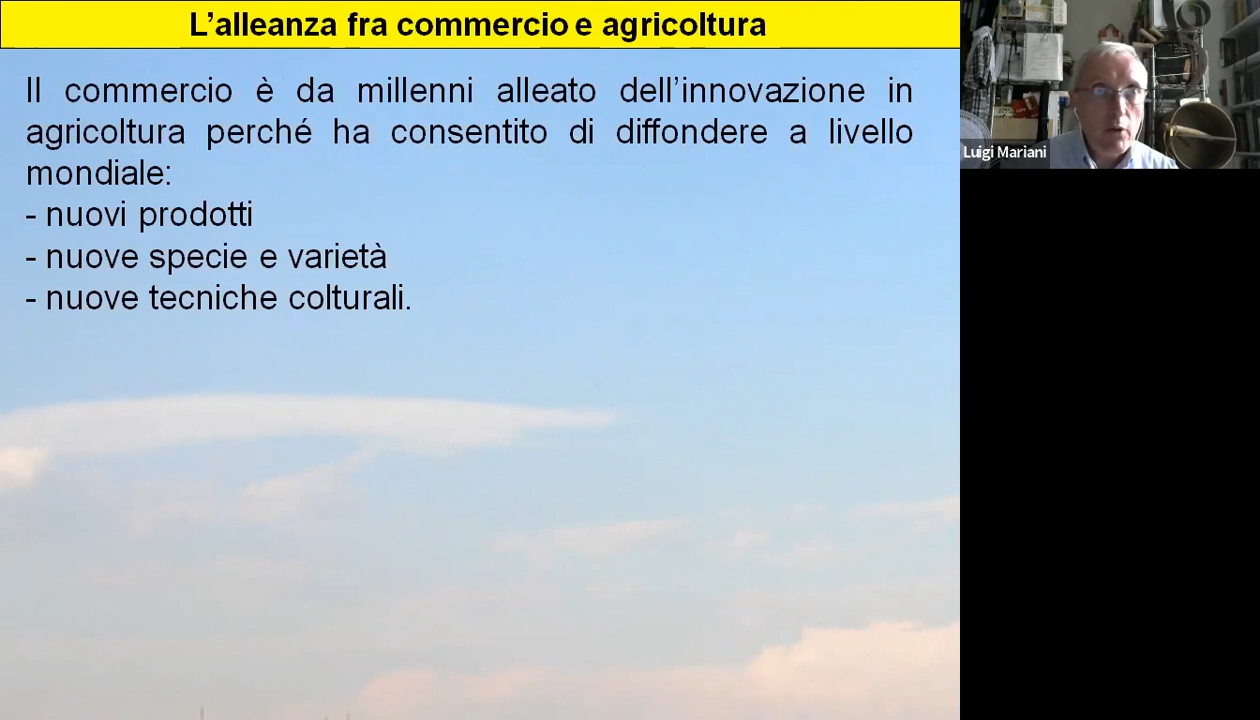 L’alleanza fra commercio e agricoltura
Il commercio è da millenni alleato dell’innovazione in
agricoltura perché ha consentito di diffondere a livello
mondiale:
- nuovi prodotti
- nuove specie e varietà
- nuove tecniche colturali.
Luigi Mariani